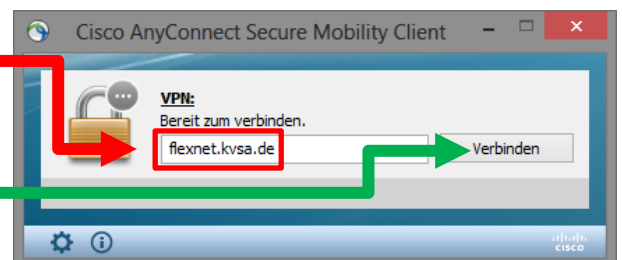 Cisco AnyConnect Secure Mobility Client
VPN:
Bereit zum verbinden.
flexnet.kvsa.de
Verbinden
CISCO